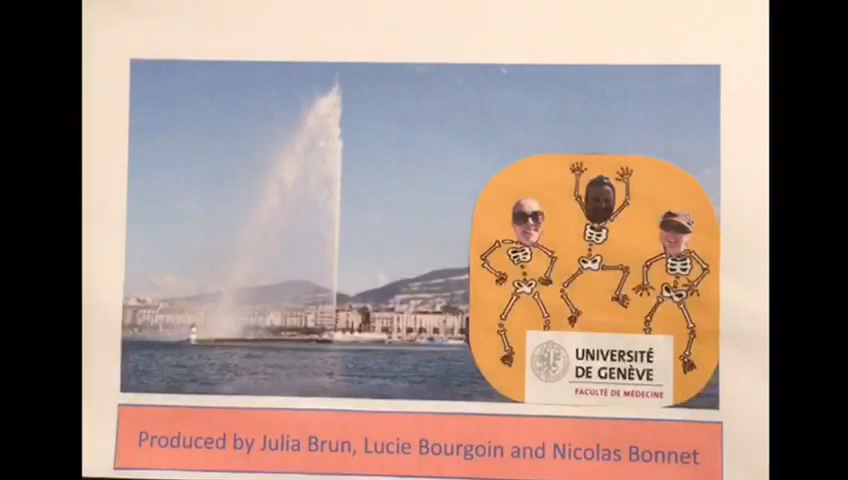 UNIVERSITÉ
DE GENÈVE
FACULTÉ DE MÉDECINE
Produced by Julia Brun, Lucie Bourgoin and Nicolas Bonnet